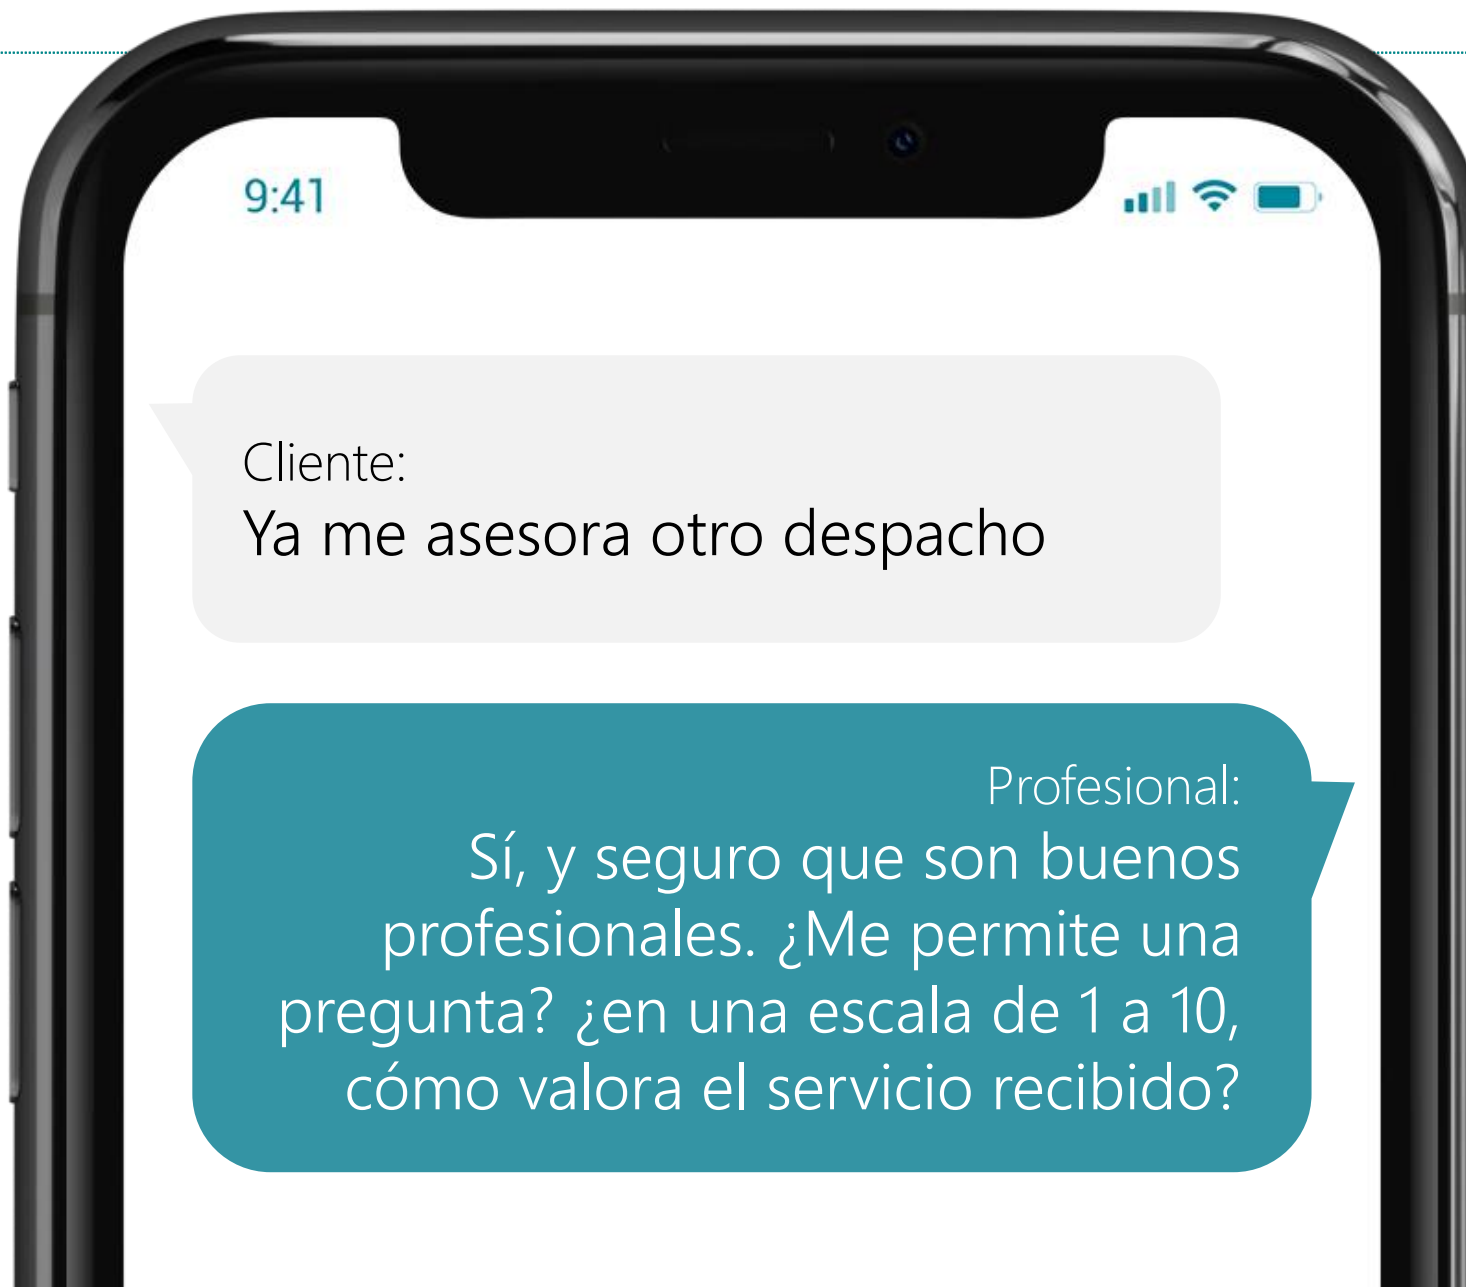 9:41
Cliente:
Ya me asesora otro despacho
Profesional:
Sí, y seguro que son buenos
profesionales. ¿Me permite una
pregunta? ¿en una escala de 1 a 10,
cómo valora el servicio recibido?